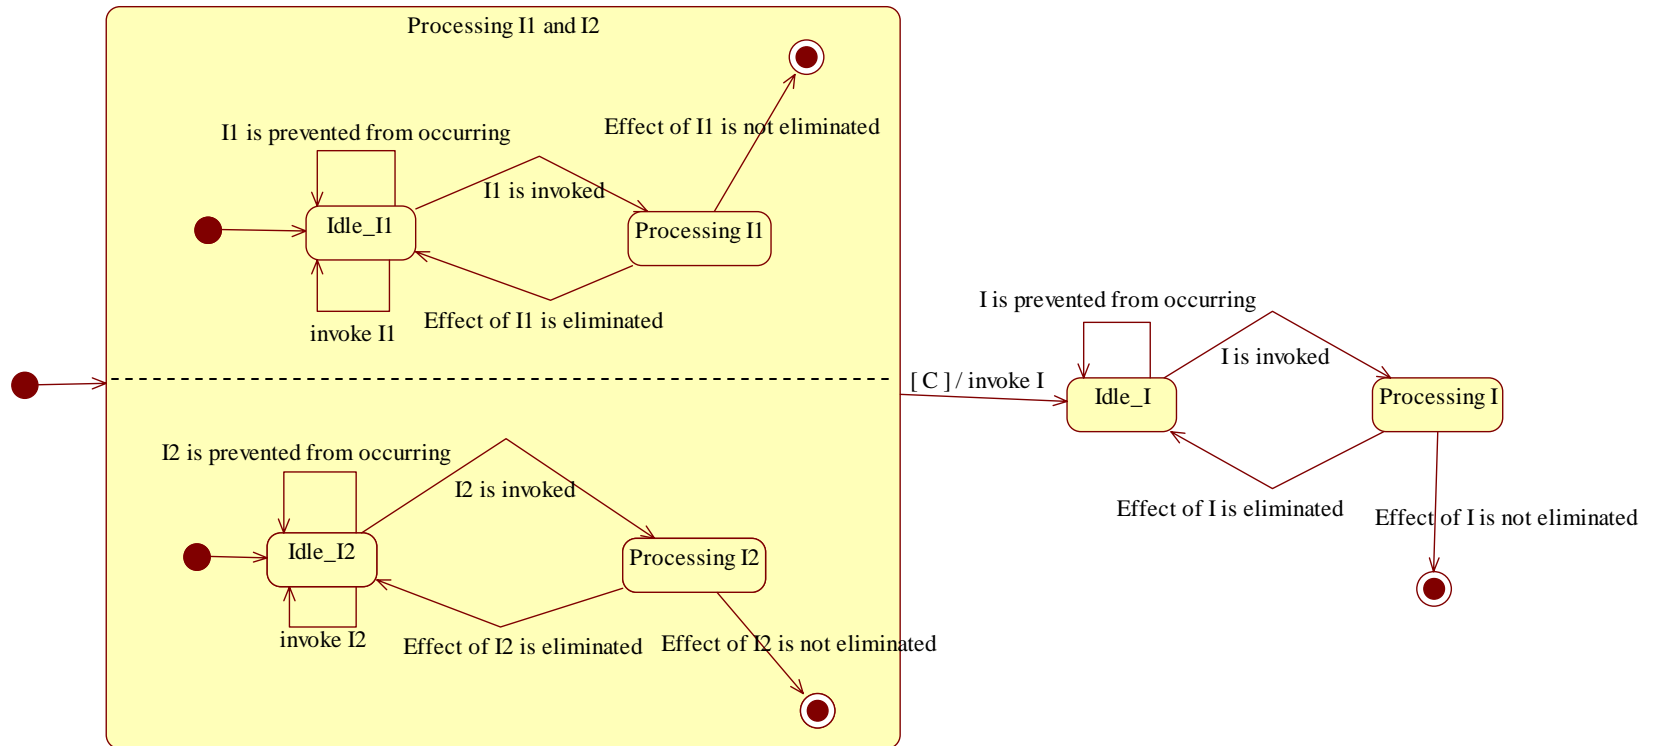 Processing I1 and I2
Effect of I1 is not eliminated
I1 is prevented from occurring
I1 is invoked
Idle_I1
Processing I1
Effect of I1 is eliminated
invoke I1
I is prevented from occurring
I is invoked
[ C ] / invoke I
Idle_I
Processing I
Effect of I is eliminated
Effect of I is not eliminated
I2 is prevented from occurring
I2 is invoked
Idle_I2
Processing I2
invoke I2
Effect of I2 is eliminated
Effect of I2 is not eliminated